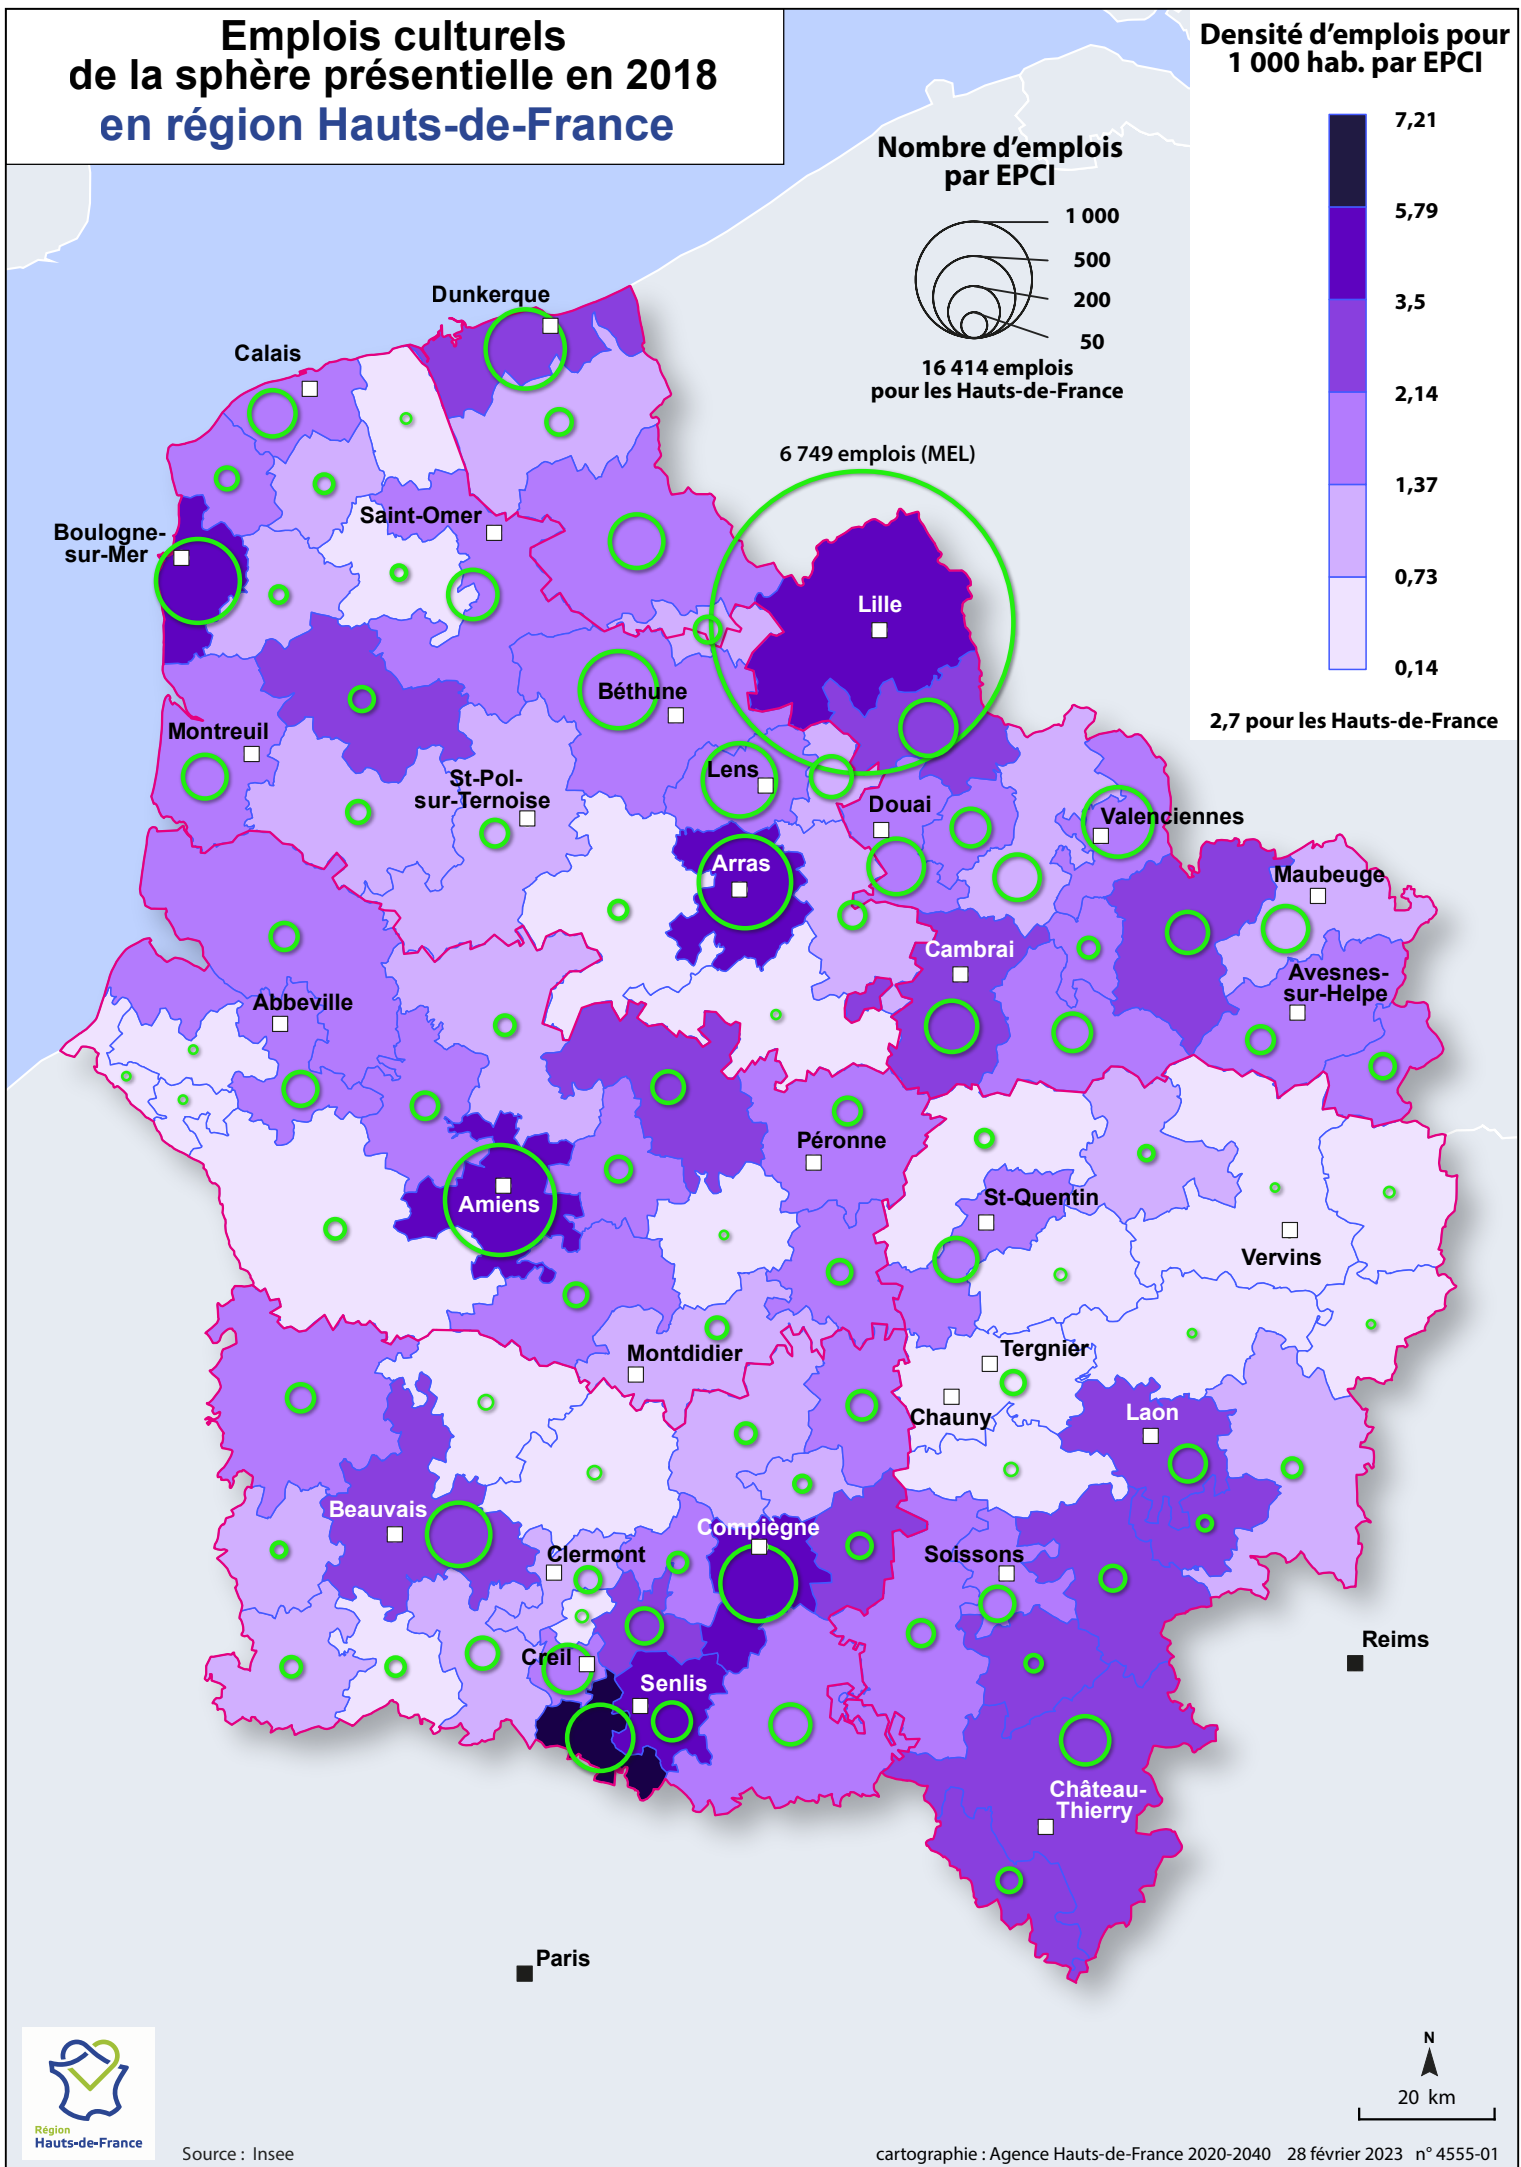 Emplois culturels
de la sphère présentielle en 2018
en région Hauts-de-France
Densité d'emplois pour
1 000 hab. par EPCI
7,21
5,79
3,5
2,14
1,37
0,73
0,14
2,7 pour les Hauts-de-France
Nombre d'emplois
par EPCI
1 000
500
200
50
16 414 emplois
pour les Hauts-de-France
6 749 emplois (MEL)
Dunkerque
Calais
Saint-Omer
Boulogne-
sur-Mer
Lille
Béthune
Montreuil
Lens
St-Pol-
sur-Ternoise
Douai
Valenciennes
Arras
Maubeuge
Cambrai
Avesnes-
sur-Helpe
Abbeville
Péronne
Amiens
St-Quentin
Vervins
Montdidier
Tergnier
Chauny
Laon
Beauvais
Compiègne
Clermont
Soissons
Creil
Senlis
Reims
Château-
Thierry
Paris
N
20 km
Région
Hauts-de-France
Source : Insee
cartographie : Agence Hauts-de-France 2020-2040 28 février 2023 n° 4555-01